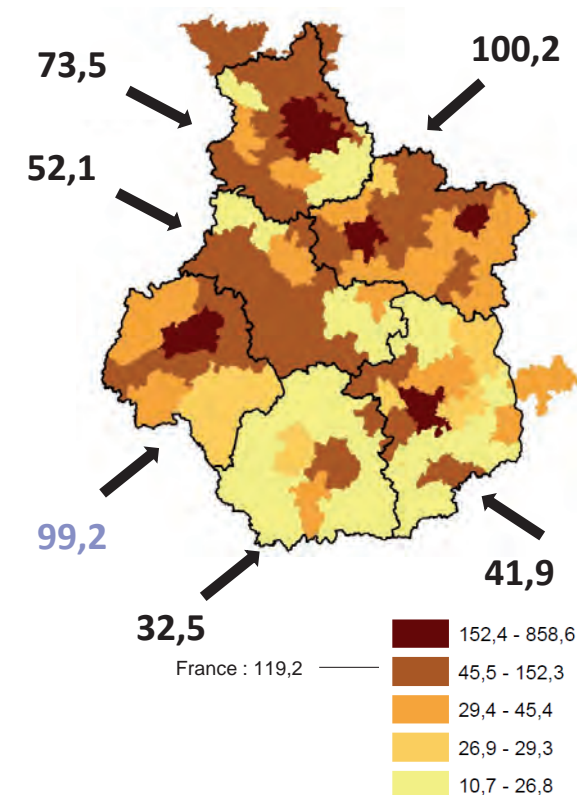 100,2
73,5
52,1
99,2
41,9
32,5
152,4 - 858,6
France : 119,2
45,5 - 152,3
29,4 - 45,4
26,9 - 29,3
10,7 - 26,8